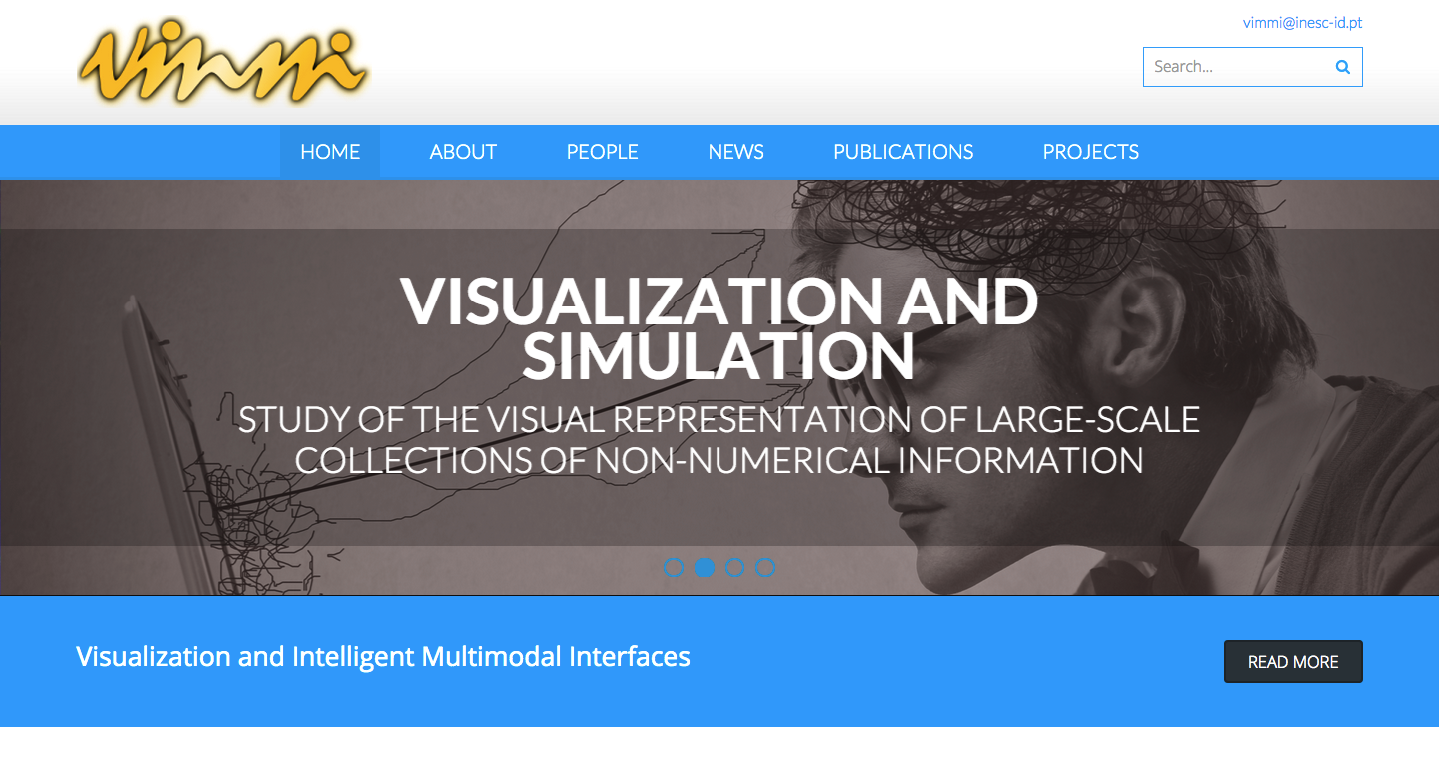 vimmi
vimmi@inesc-id.pt
Search...
HOME ABOUT PEOPLE NEWS PUBLICATIONS PROJECTS
VISUALIZATION AND
SIMULATION
STUDY OF THE VISUAL REPRESENTATION OF LARGE-SCALE
COLLECTIONS OF NON-NUMERICAL INFORMATION
Visualization and Intelligent Multimodal Interfaces
READ MORE